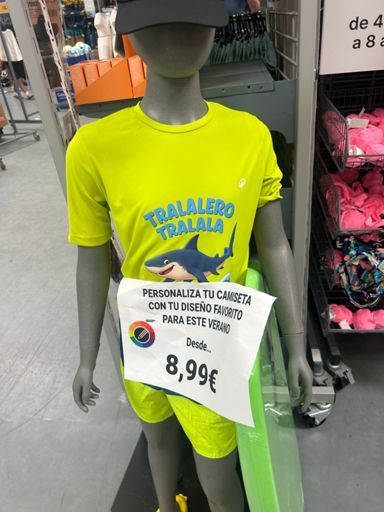 de 4
a 8 a
TRALALERO
TRALALA
PERSONALIZA TU CAMISETA
CON TU DISEÑO FAVORITO
PARA ESTE VERANO
Desde...
8,99€